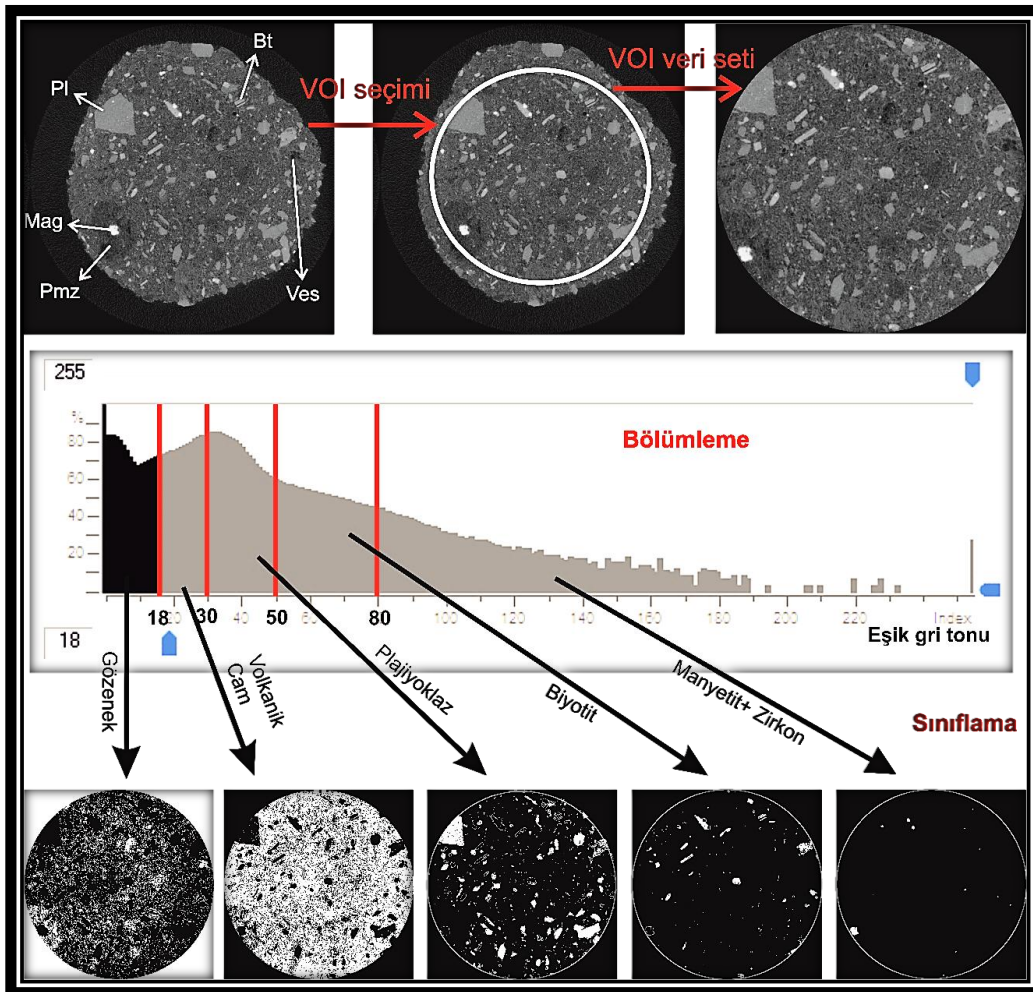 Bt
Pl
VOI seçimi
VOI veri seti
Mag
Pmz
Ves
255
%
80
60
40
20
Bölümleme
18 20 30 40 50 60 80 100 120 140 160 180 200 220 Index
18
Eşik gri tonu
Gözenek
Volkanik
Cam
Plajiyoklaz
Biyotit
Manyetit+ Zirkon
Sınıflama